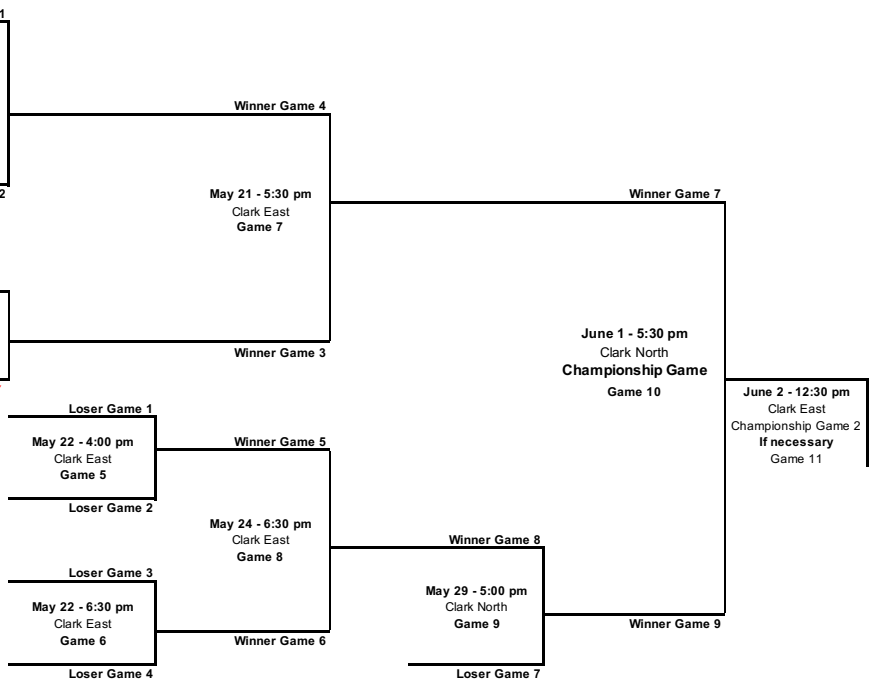 1
Winner Game 4
2
May 21 - 5:30 pm
Clark East
Game 7
Winner Game 7
Winner Game 3
June 1 - 5:30 pm
Clark North
Championship Game
Game 10
June 2 - 12:30 pm
Clark East
Championship Game 2
If necessary
Game 11
Loser Game 1
May 22 - 4:00 pm
Clark East
Game 5
Loser Game 2
Winner Game 5
May 24 - 6:30 pm
Clark East
Game 8
Winner Game 8
Loser Game 3
May 22 - 6:30 pm
Clark East
Game 6
Loser Game 4
Winner Game 6
May 29 - 5:00 pm
Clark North
Game 9
Winner Game 9
Loser Game 7